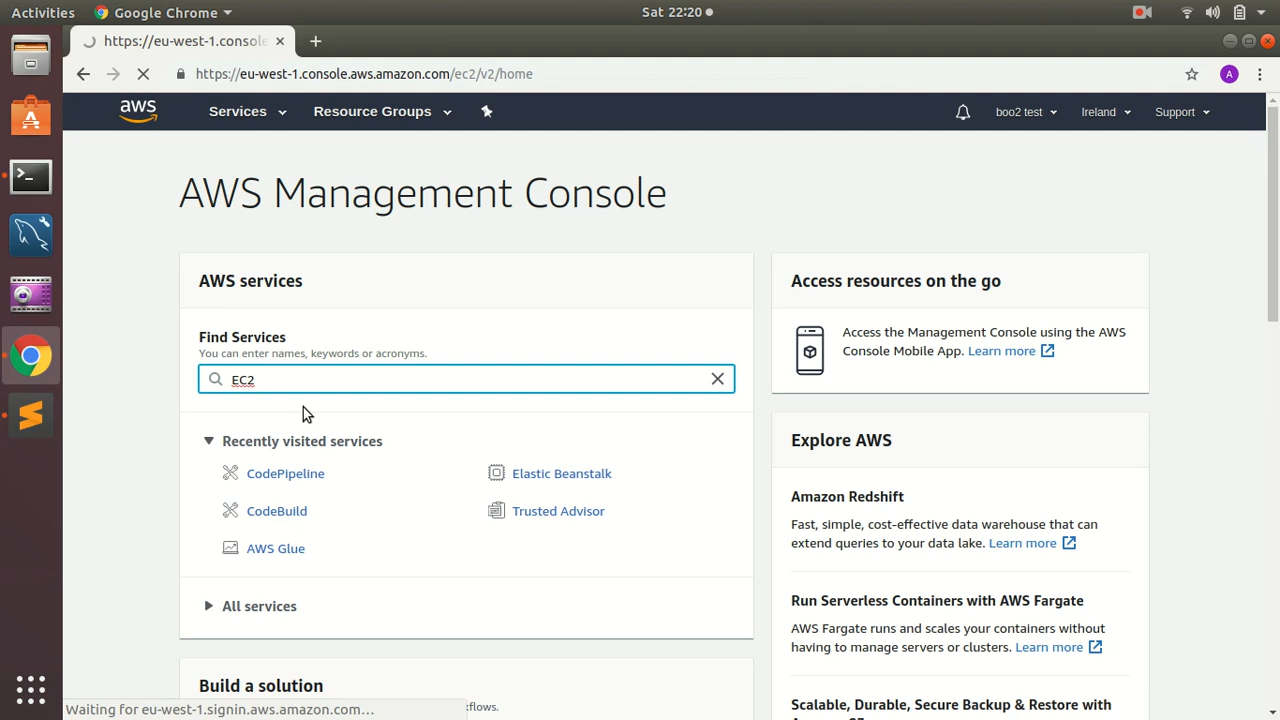 Activities
Google Chrome
Sat 22:20
https://eu-west-1.console
https://eu-west-1.console.aws.amazon.com/ec2/v2/home
A
aws
Services
Resource Groups
boo2 test
Ireland
Support
AWS Management Console
AWS services
Find Services
You can enter names, keywords or acronyms.
EC2
Recently visited services
CodePipeline
Elastic Beanstalk
CodeBuild
Trusted Advisor
AWS Glue
All services
Build a solution
kflows.
Access resources on the go
Access the Management Console using the AWS
Console Mobile App. Learn more
Explore AWS
Amazon Redshift
Fast, simple, cost-effective data warehouse that can
extend queries to your data lake. Learn more
Run Serverless Containers with AWS Fargate
AWS Fargate runs and scales your containers without
having to manage servers or clusters. Learn more
Scalable, Durable, Secure Backup & Restore with
Waiting for eu-west-1.signin.aws.amazon.com...